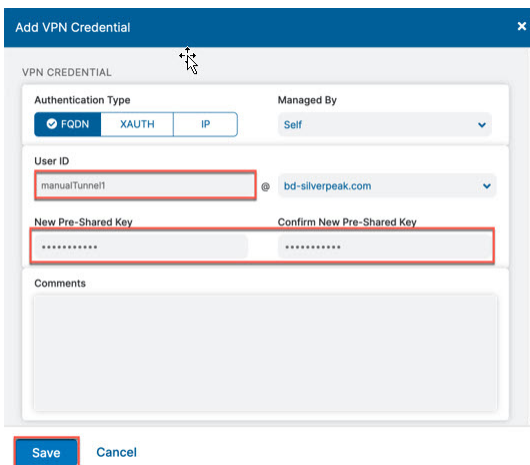 Add VPN Credential
VPN CREDENTIAL
Authentication Type Managed By
FQDN XAUTH IP Self
User ID
manualTunnel1 @ bd-silverpeak.com
New Pre-Shared Key Confirm New Pre-Shared Key
••••••••••• •••••••••••
Comments
Save Cancel